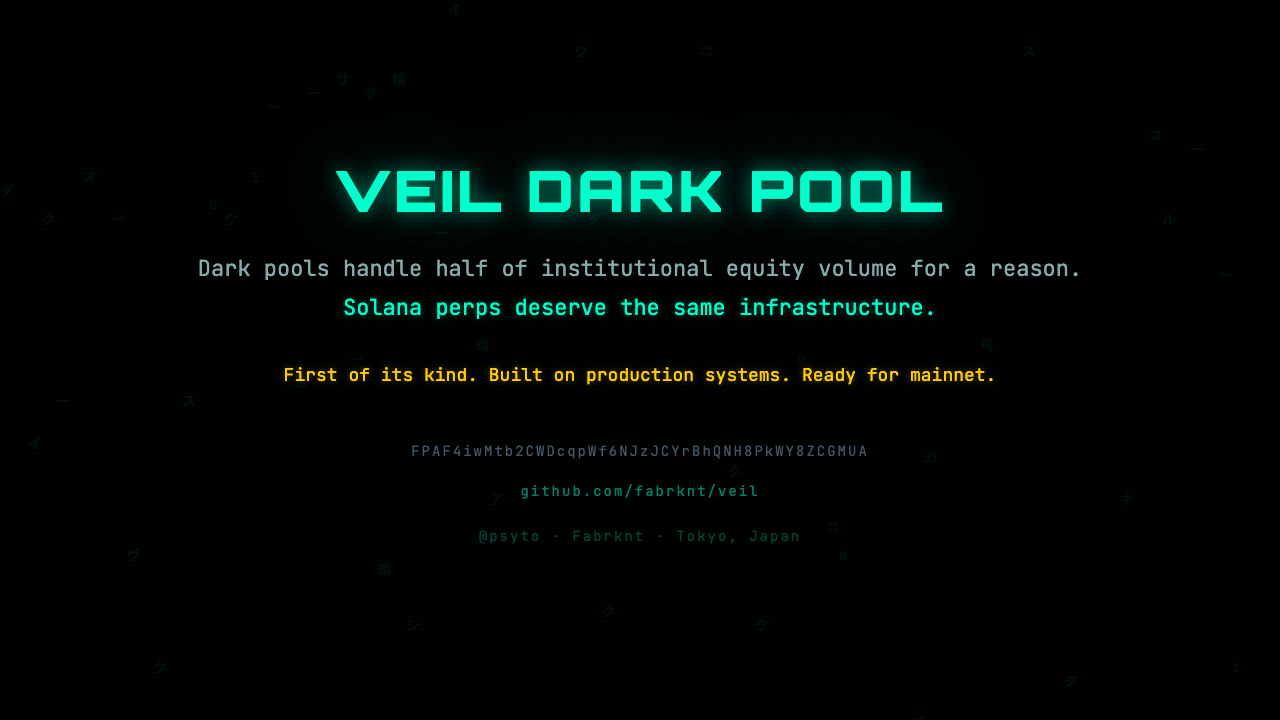 VEIL DARK POOL
Dark pools handle half of institutional equity volume for a reason.
Solana perps deserve the same infrastructure.
First of its kind. Built on production systems. Ready for mainnet.
FPAF4iwMtb2CWDcqpWf6NJzJCYrBhQNH8PkWY8ZCGMUA
github.com/fabrknt/veil
@psyto · Fabrknt · Tokyo, Japan